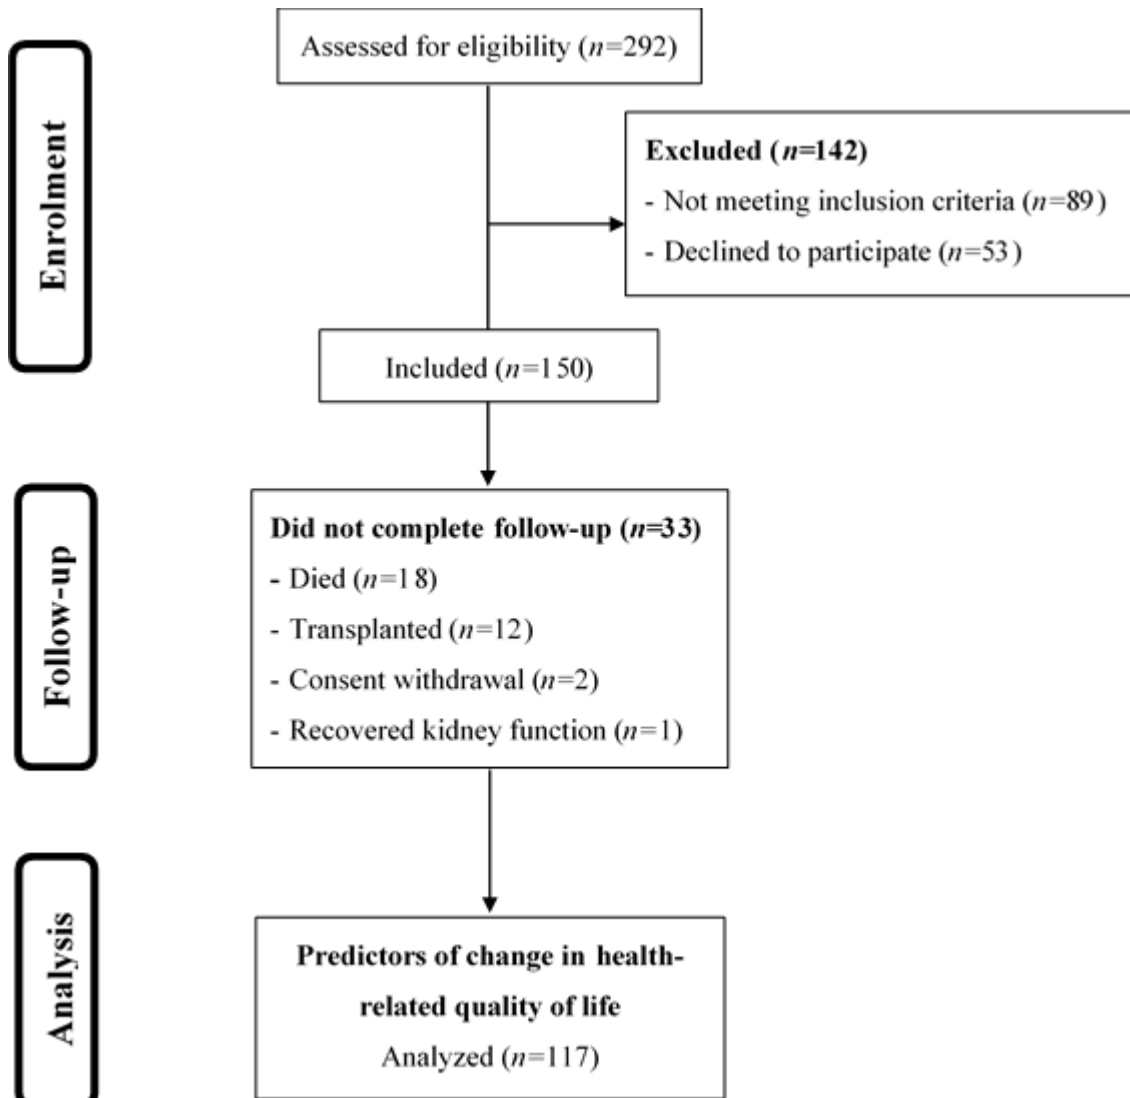 Enrolment
Assessed for eligibility (n=292)
Excluded (n=142)
- Not meeting inclusion criteria (n=89)
- Declined to participate (n=53)
Included (n=150)
Follow-up
Did not complete follow-up (n=33)
- Died (n=18)
- Transplanted (n=12)
- Consent withdrawal (n=2)
- Recovered kidney function (n=1)
Analysis
Predictors of change in health-
related quality of life
Analyzed (n=117)